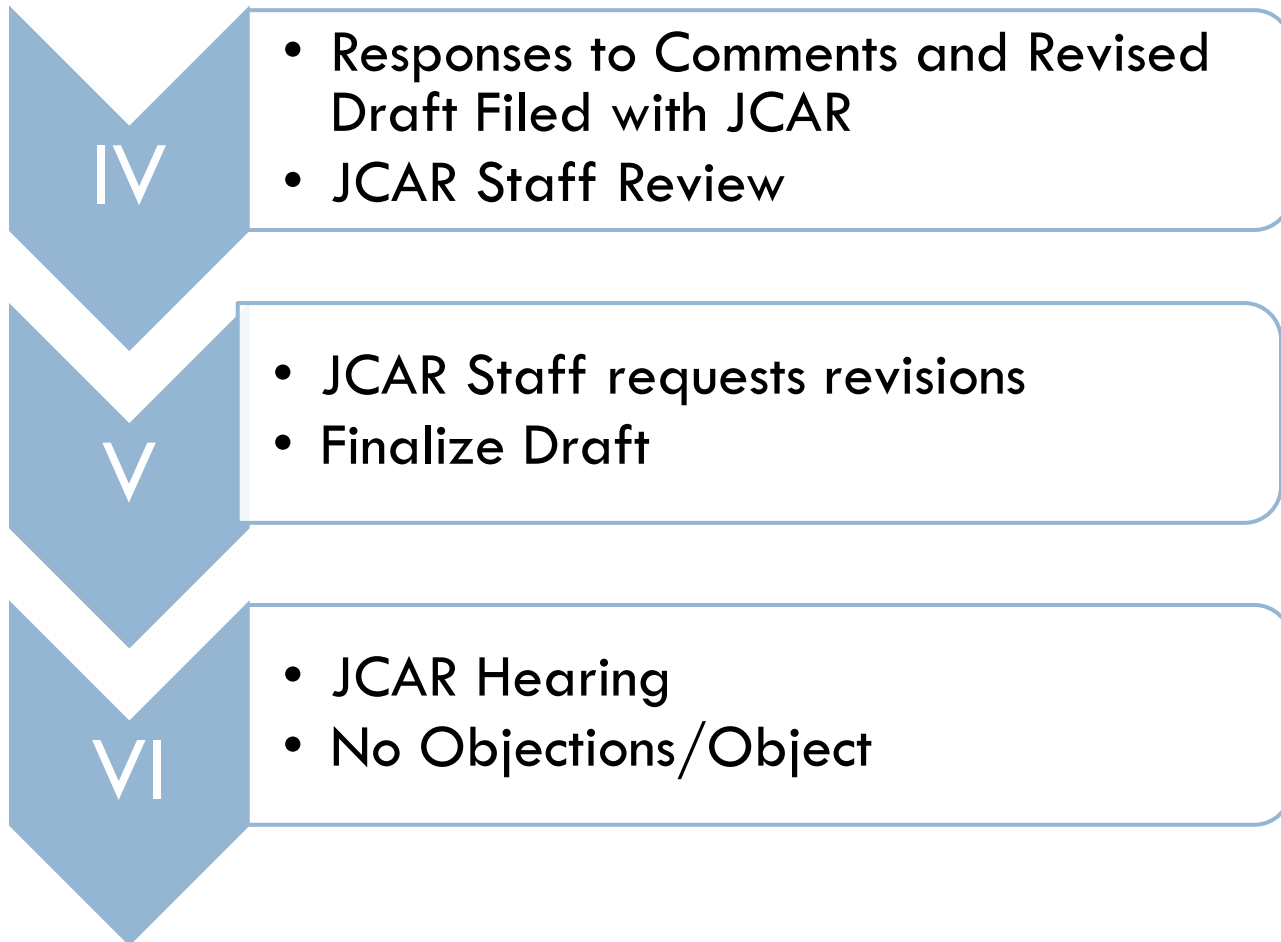 IV
• Responses to Comments and Revised
Draft Filed with JCAR
• JCAR Staff Review
V
• JCAR Staff requests revisions
• Finalize Draft
VI
• JCAR Hearing
• No Objections/Object